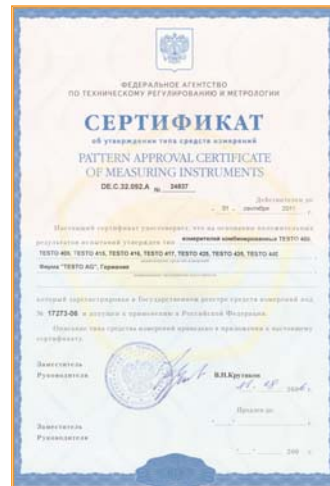 ФЕДЕРАЛЬНОЕ АГЕНТСТВО
ПО ТЕХНИЧЕСКОМУ РЕГУЛИРОВАНИЮ И МЕТРОЛОГИИ
СЕРТИФИКАТ
об утверждении типа средств измерений
PATTERN APPROVAL CERTIFICATE
OF MEASURING INSTRUMENTS
DE.C.32.092.A № 24837
Действителен до
" 01 " сентября 2011
Настоящий сертификат удостоверяет, что на основании положительных
результатов испытаний утвержден тип измерителей комбинированных TESTO 400,
TESTO 405, TESTO 415, TESTO 416, TESTO 417, TESTO 425, TESTO 435, TESTO 445
Фирма "TESTO AG", Германия
который зарегистрирован в Государственном реестре средств измерений под
№ 17273-06 и допущен к применению в Российской Федерации.
Описание типа средства измерений приведено в приложении к настоящему
сертификату.
Заместитель
Руководителя
В.Н.Крутиков
Продлен до
Заместитель
Руководителя
200 г.